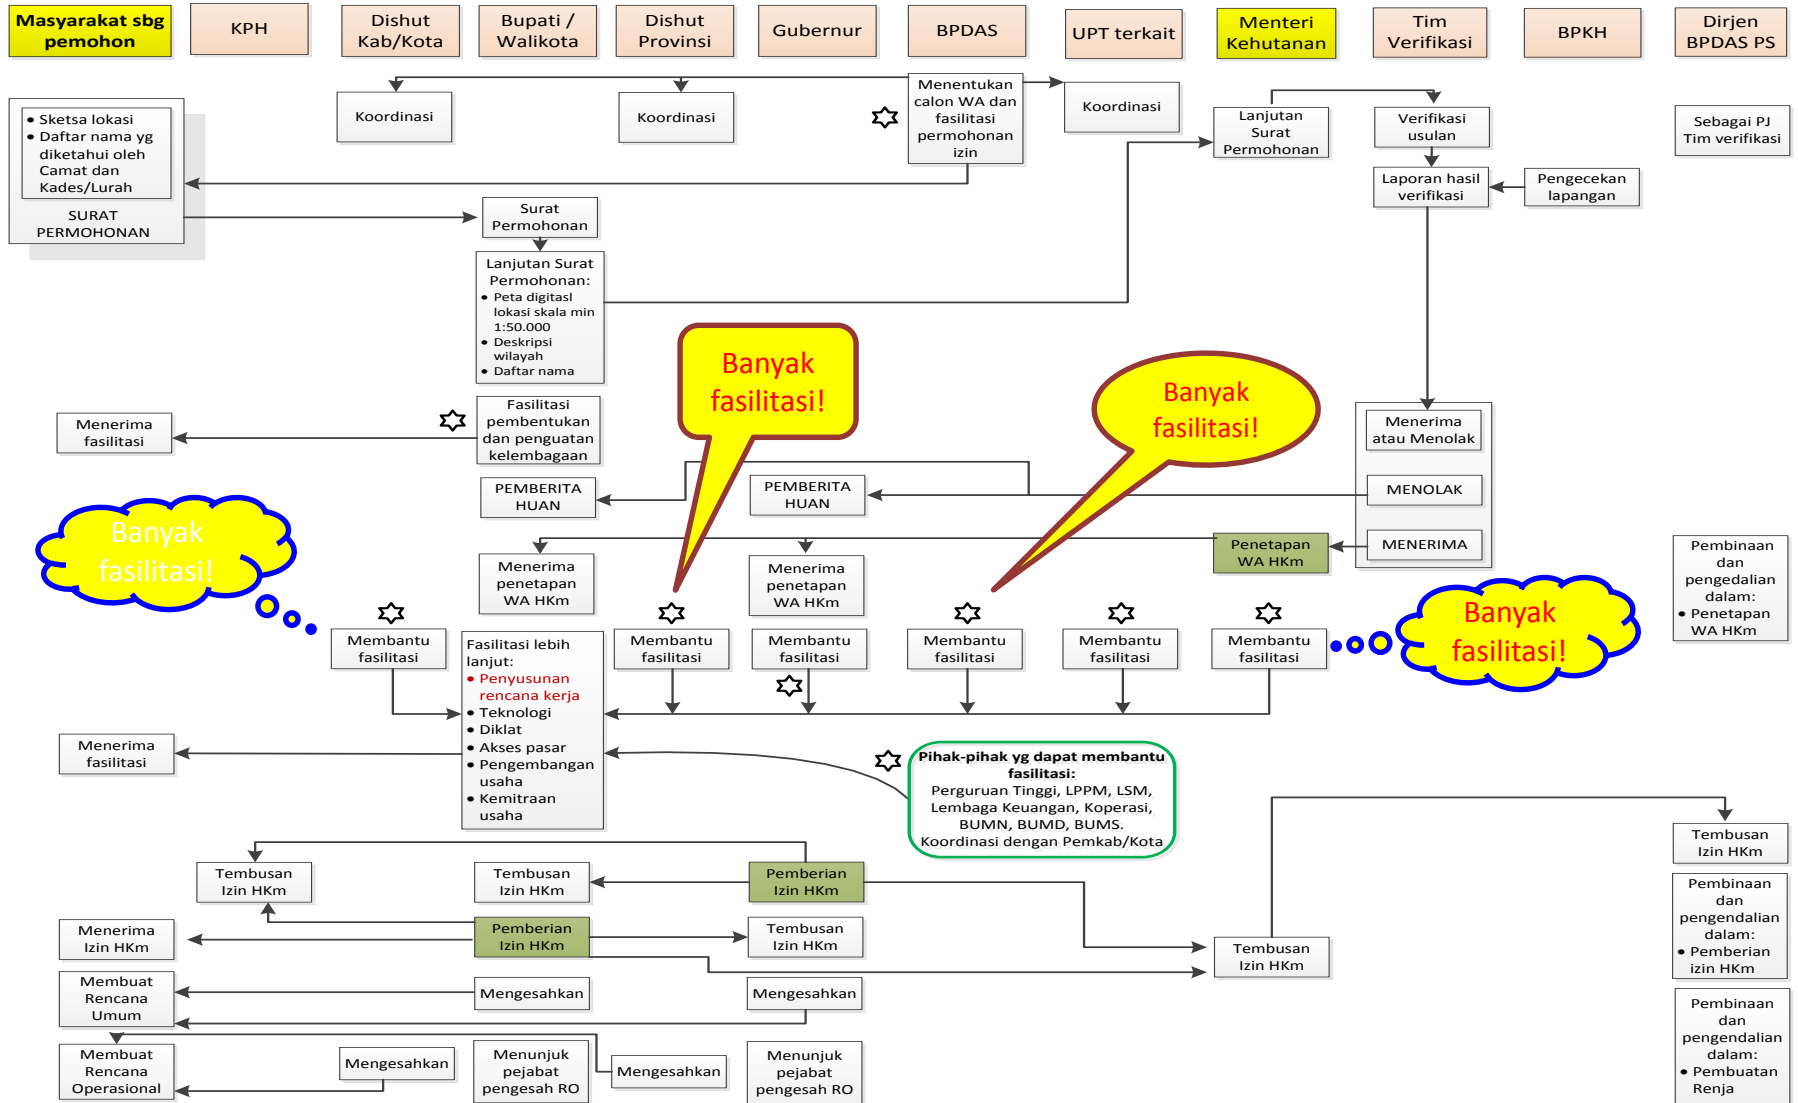 Masyarakat sbg
pemohon
KPH
Dishut
Kab/Kota
Bupati /
Walikota
Dishut
Provinsi
Gubernur
BPDAS
UPT terkait
Menteri
Kehutanan
Tim
Verifikasi
BPKH
Dirjen
BPDAS PS
• Sketsa lokasi
• Daftar nama yg
diketahui oleh
Camat dan
Kades/Lurah
SURAT
PERMOHONAN
Koordinasi
Koordinasi
Menentukan
calon WA dan
fasilitasi
permohonan
izin
Koordinasi
Lanjutan
Surat
Permohonan
Verifikasi
usulan
Sebagai PJ
Tim verifikasi
Laporan hasil
verifikasi
Pengecekan
lapangan
Surat
Permohonan
Lanjutan Surat
Permohonan:
• Peta digitasl
lokasi skala min
1:50.000
• Deskripsi
wilayah
• Daftar nama
Banyak
fasilitasi!
Banyak
fasilitasi!
Menerima
fasilitasi
Fasilitasi
pembentukan
dan penguatan
kelembagaan
Menerima
atau Menolak
PEMBERITA
HUAN
PEMBERITA
HUAN
MENOLAK
Banyak
fasilitasi!
Menerima
penetapan
WA HKm
Menerima
penetapan
WA HKm
Penetapan
WA HKm
MENERIMA
Pembinaan
dan
pengedalian
dalam:
• Penetapan
WA HKm
Banyak
fasilitasi!
Membantu
fasilitasi
Fasilitasi lebih
lanjut:
• Penyusunan
rencana kerja
• Teknologi
• Diklat
• Akses pasar
• Pengembangan
usaha
• Kemitraan
usaha
Membantu
fasilitasi
Membantu
fasilitasi
Membantu
fasilitasi
Membantu
fasilitasi
Membantu
fasilitasi
Menerima
fasilitasi
Pihak-pihak yg dapat membantu
fasilitasi:
Perguruan Tinggi, LPPM, LSM,
Lembaga Keuangan, Koperasi,
BUMN, BUMD, BUMS.
Koordinasi dengan Pemkab/Kota
Tembusan
Izin HKm
Tembusan
Izin HKm
Tembusan
Izin HKm
Pemberian
Izin HKm
Pembinaan
dan
pengendalian
dalam:
• Pemberian
izin HKm
Menerima
Izin HKm
Pemberian
Izin HKm
Tembusan
Izin HKm
Tembusan
Izin HKm
Membuat
Rencana
Umum
Mengesahkan
Mengesahkan
Pembinaan
dan
pengendalian
dalam:
• Pembuatan
Renja
Membuat
Rencana
Operasional
Mengesahkan
Menunjuk
pejabat
pengesah RO
Mengesahkan
Menunjuk
pejabat
pengesah RO